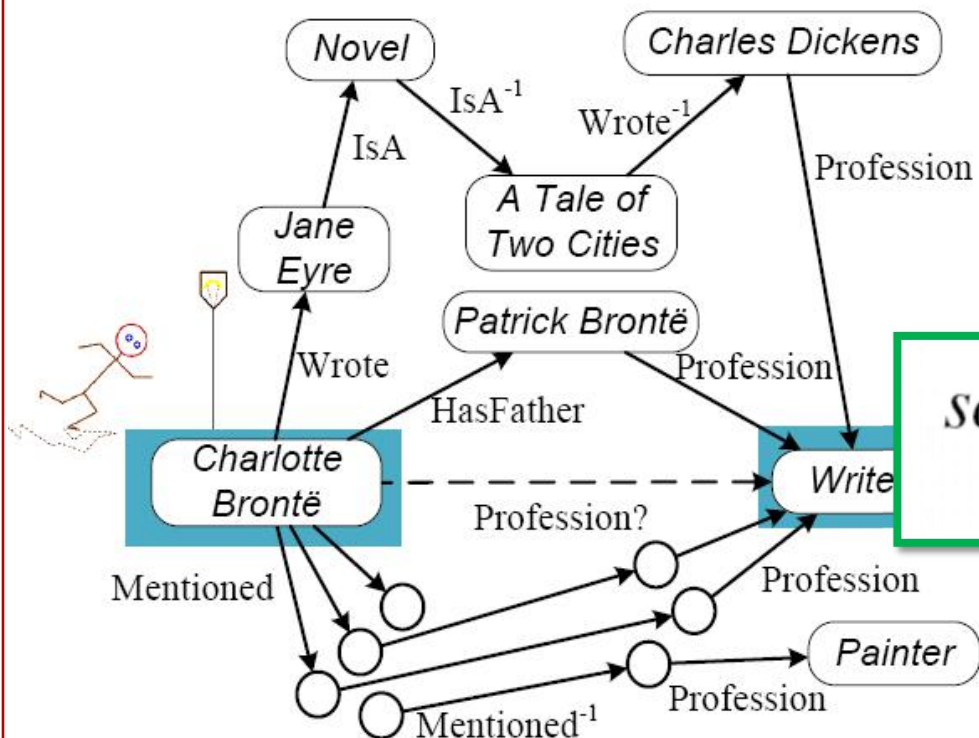 Novel
Charles Dickens
IsA⁻¹
Wrote⁻¹
IsA
Profession
A Tale of
Two Cities
Jane
Eyre
Patrick Brontë
Wrote
Profession
HasFather
Charlotte
Brontë
Write
Profession?
Mentioned
Profession
Painter
Profession
Mentioned⁻¹